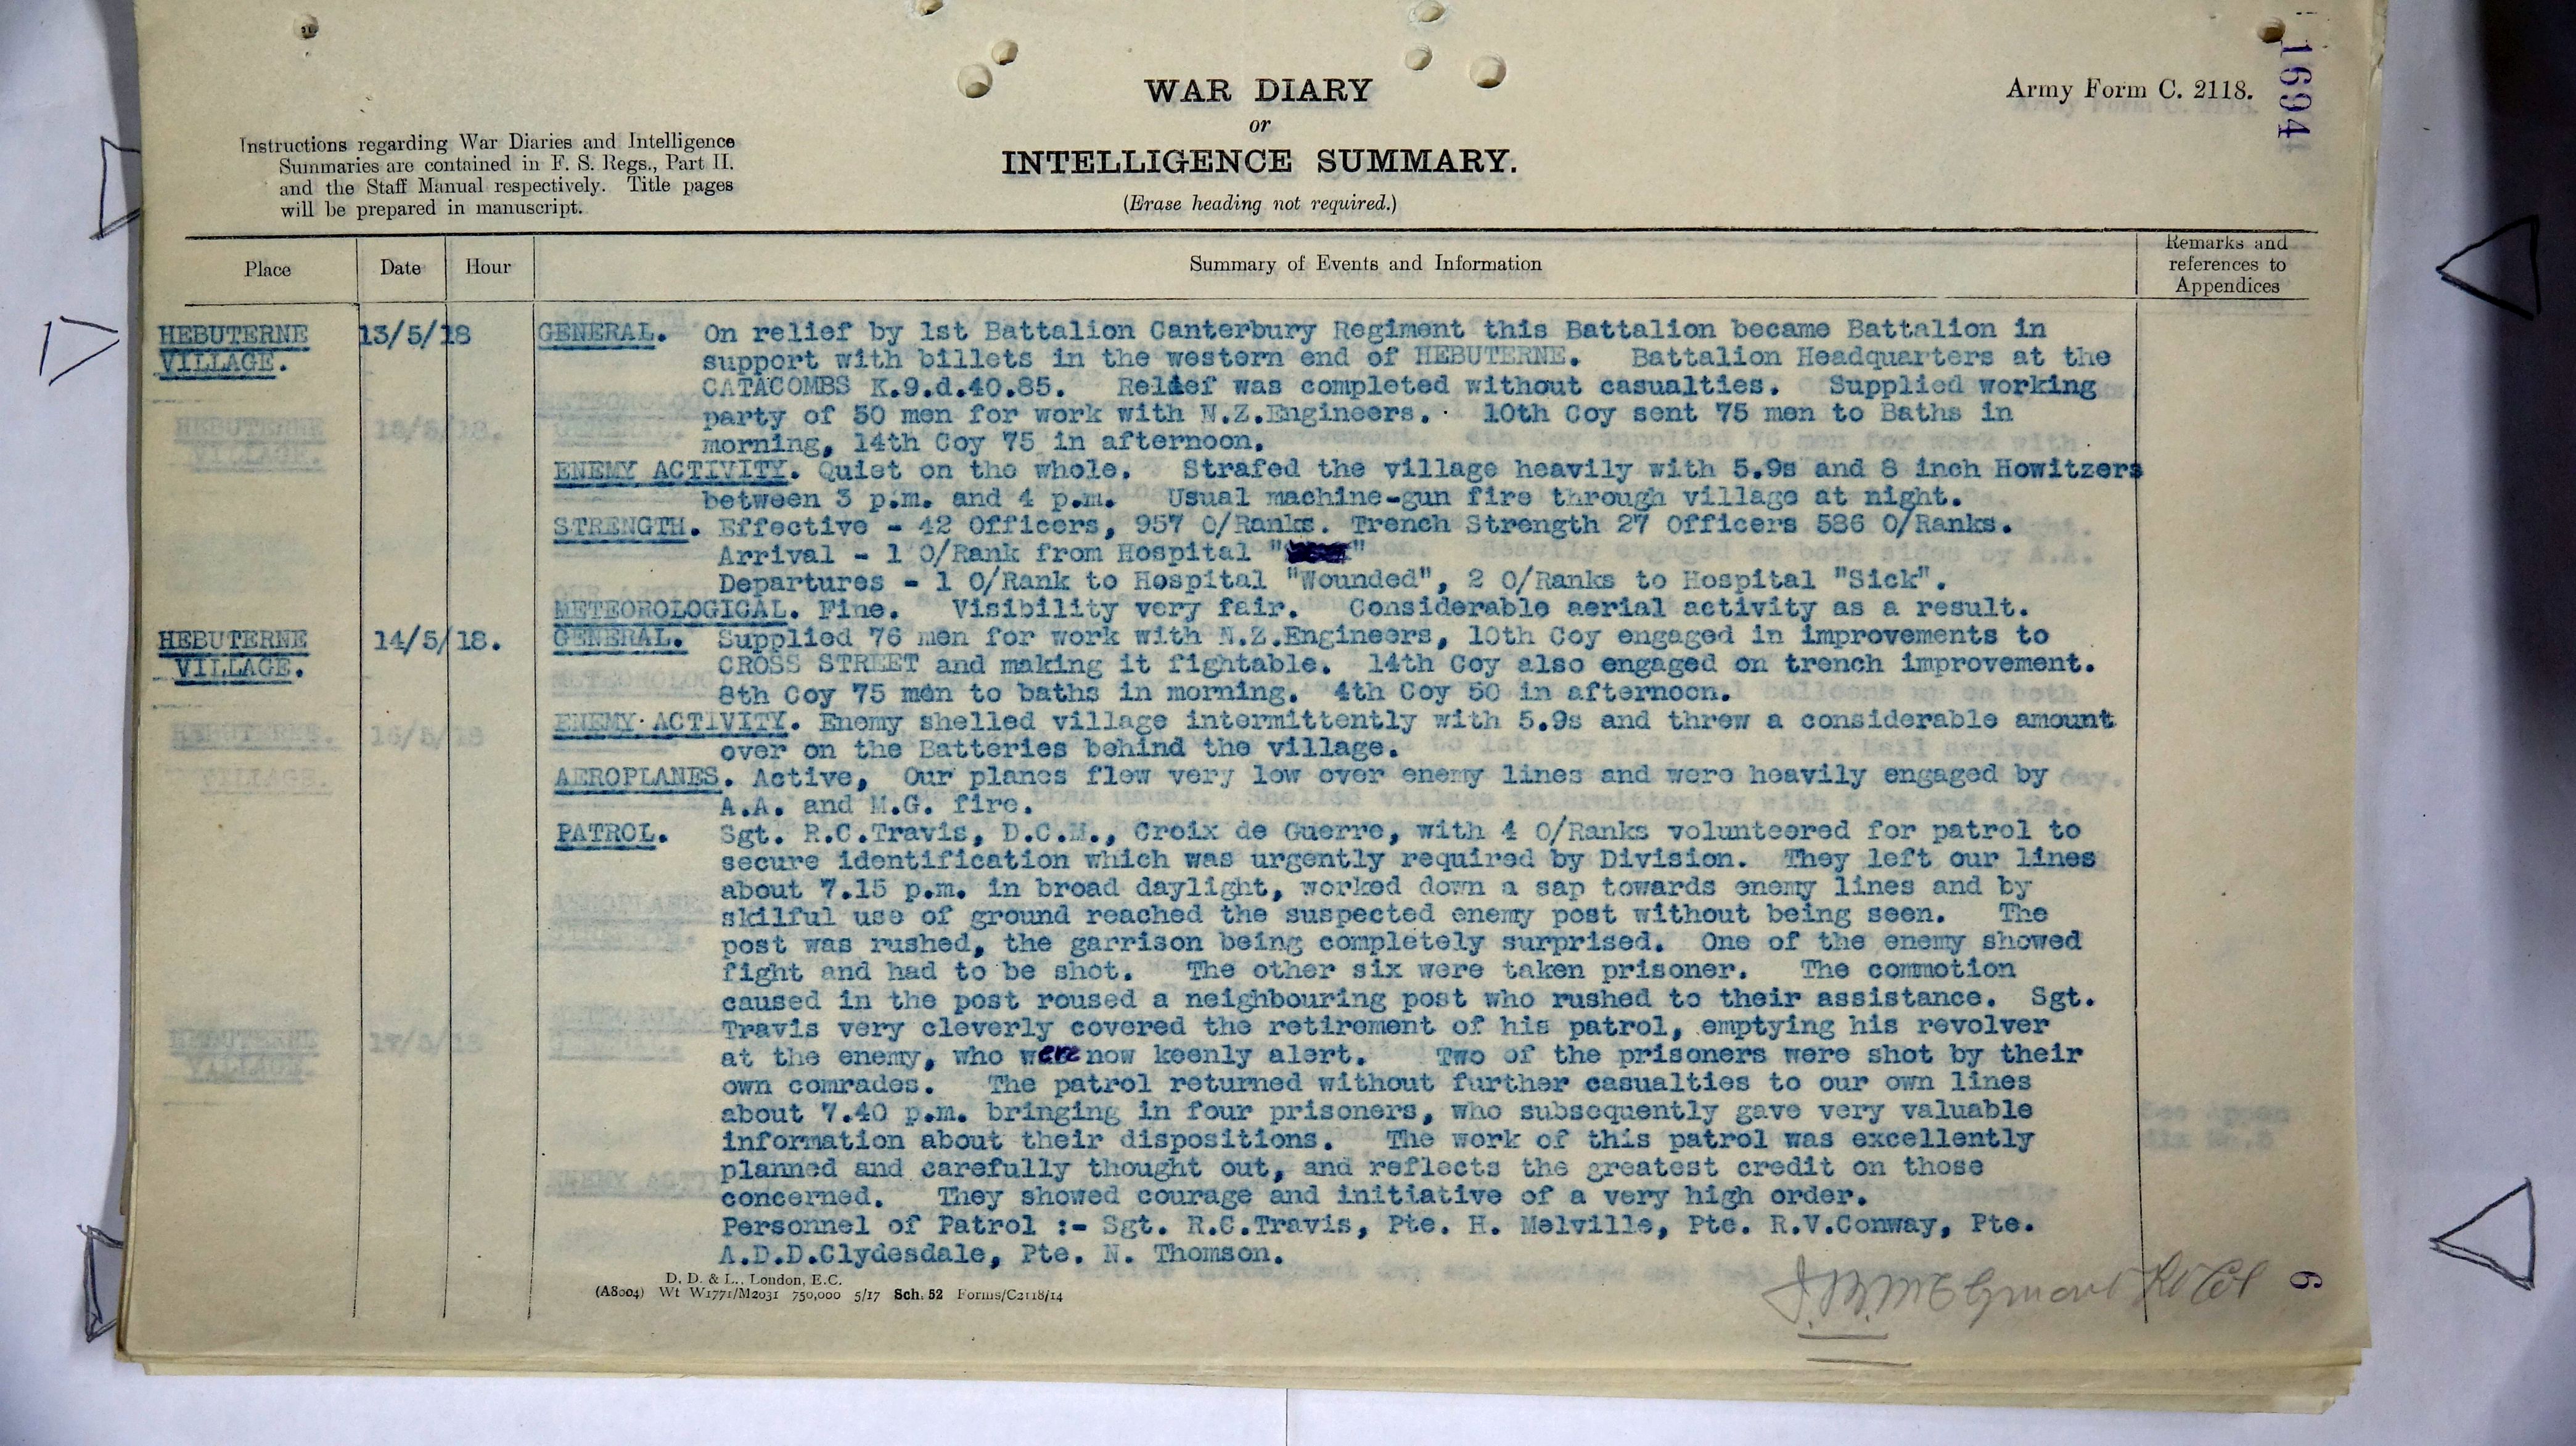 WAR DIARY
or
INTELLIGENCE SUMMARY.
(Erase heading not required.)
Army Form C. 2118.
1694
Instructions regarding War Diaries and Intelligence
Summaries are contained in F. S. Regs., Part II.
and the Staff Manual respectively. Title pages
will be prepared in manuscript.
Place Date Hour Summary of Events and Information Remarks and
references to
Appendices
HEBUTERNE 13/5/18 GENERAL. On relief by 1st Battalion Canterbury Regiment this Battalion became Battalion in
VILLAGE. support with billets in the western end of HEBUTERNE. Battalion Headquarters at the
CATACOMBS K.9.d.40.85. Relief was completed without casualties. Supplied working
party of 50 men for work with N.Z.Engineers. 10th Coy sent 75 men to Baths in
morning, 14th Coy 75 in afternoon.
ENEMY ACTIVITY. Quiet on the whole. Strafed the village heavily with 5.9s and 8 inch Howitzers
between 3 p.m. and 4 p.m. Usual machine-gun fire through village at night.
STRENGTH. Effective - 42 Officers, 957 O/Ranks. Trench Strength 27 Officers 586 O/Ranks.
Arrival - 1 O/Rank from Hospital " "
Departures - 1 O/Rank to Hospital "Wounded", 2 O/Ranks to Hospital "Sick".
METEOROLOGICAL. Fine. Visibility very fair. Considerable aerial activity as a result.
HEBUTERNE 14/5/18. GENERAL. Supplied 76 men for work with N.Z.Engineers, 10th Coy engaged in improvements to
VILLAGE. CROSS STREET and making it fightable. 14th Coy also engaged on trench improvement.
8th Coy 75 men to baths in morning. 4th Coy 50 in afternoon.
ENEMY ACTIVITY. Enemy shelled village intermittently with 5.9s and threw a considerable amount
over on the Batteries behind the village.
AEROPLANES. Active, Our planes flew very low over enemy lines and were heavily engaged by
A.A. and M.G. fire.
PATROL. Sgt. R.C.Travis, D.C.M., Croix de Guerre, with 4 O/Ranks volunteered for patrol to
secure identification which was urgently required by Division. They left our lines
about 7.15 p.m. in broad daylight, worked down a sap towards enemy lines and by
skilful use of ground reached the suspected enemy post without being seen. The
post was rushed, the garrison being completely surprised. One of the enemy showed
fight and had to be shot. The other six were taken prisoner. The commotion
caused in the post roused a neighbouring post who rushed to their assistance. Sgt.
Travis very cleverly covered the retirement of his patrol, emptying his revolver
at the enemy, who were now keenly alert. Two of the prisoners were shot by their
own comrades. The patrol returned without further casualties to our own lines
about 7.40 p.m. bringing in four prisoners, who subsequently gave very valuable
information about their dispositions. The work of this patrol was excellently
planned and carefully thought out, and reflects the greatest credit on those
concerned. They showed courage and initiative of a very high order.
Personnel of Patrol :- Sgt. R.C.Travis, Pte. H. Melville, Pte. R.V.Conway, Pte.
A.D.D.Clydesdale, Pte. N. Thomson.
D. D. & L., London, E.C.
(A8004) Wt W1771/M2031 750,000 5/17 Sch. 52 Forms/C2118/14
6